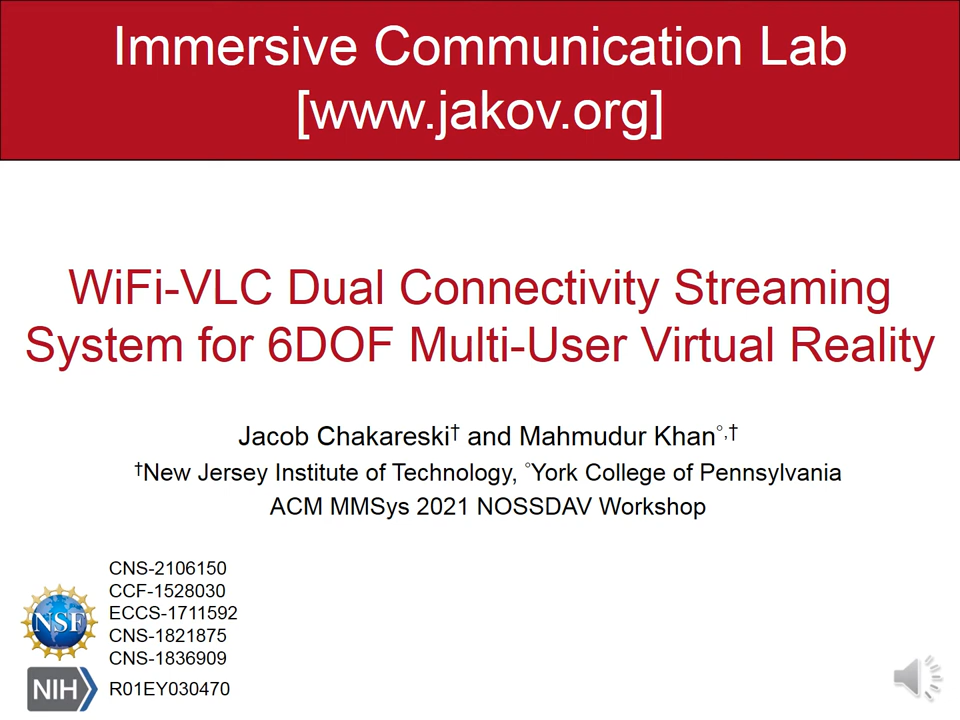 Immersive Communication Lab
[www.jakov.org]
WiFi-VLC Dual Connectivity Streaming
System for 6DOF Multi-User Virtual Reality
Jacob Chakareski† and Mahmudur Khan°,†
†New Jersey Institute of Technology, °York College of Pennsylvania
ACM MMSys 2021 NOSSDAV Workshop
CNS-2106150
CCF-1528030
ECCS-1711592
NSF
CNS-1821875
CNS-1836909
NIH R01EY030470